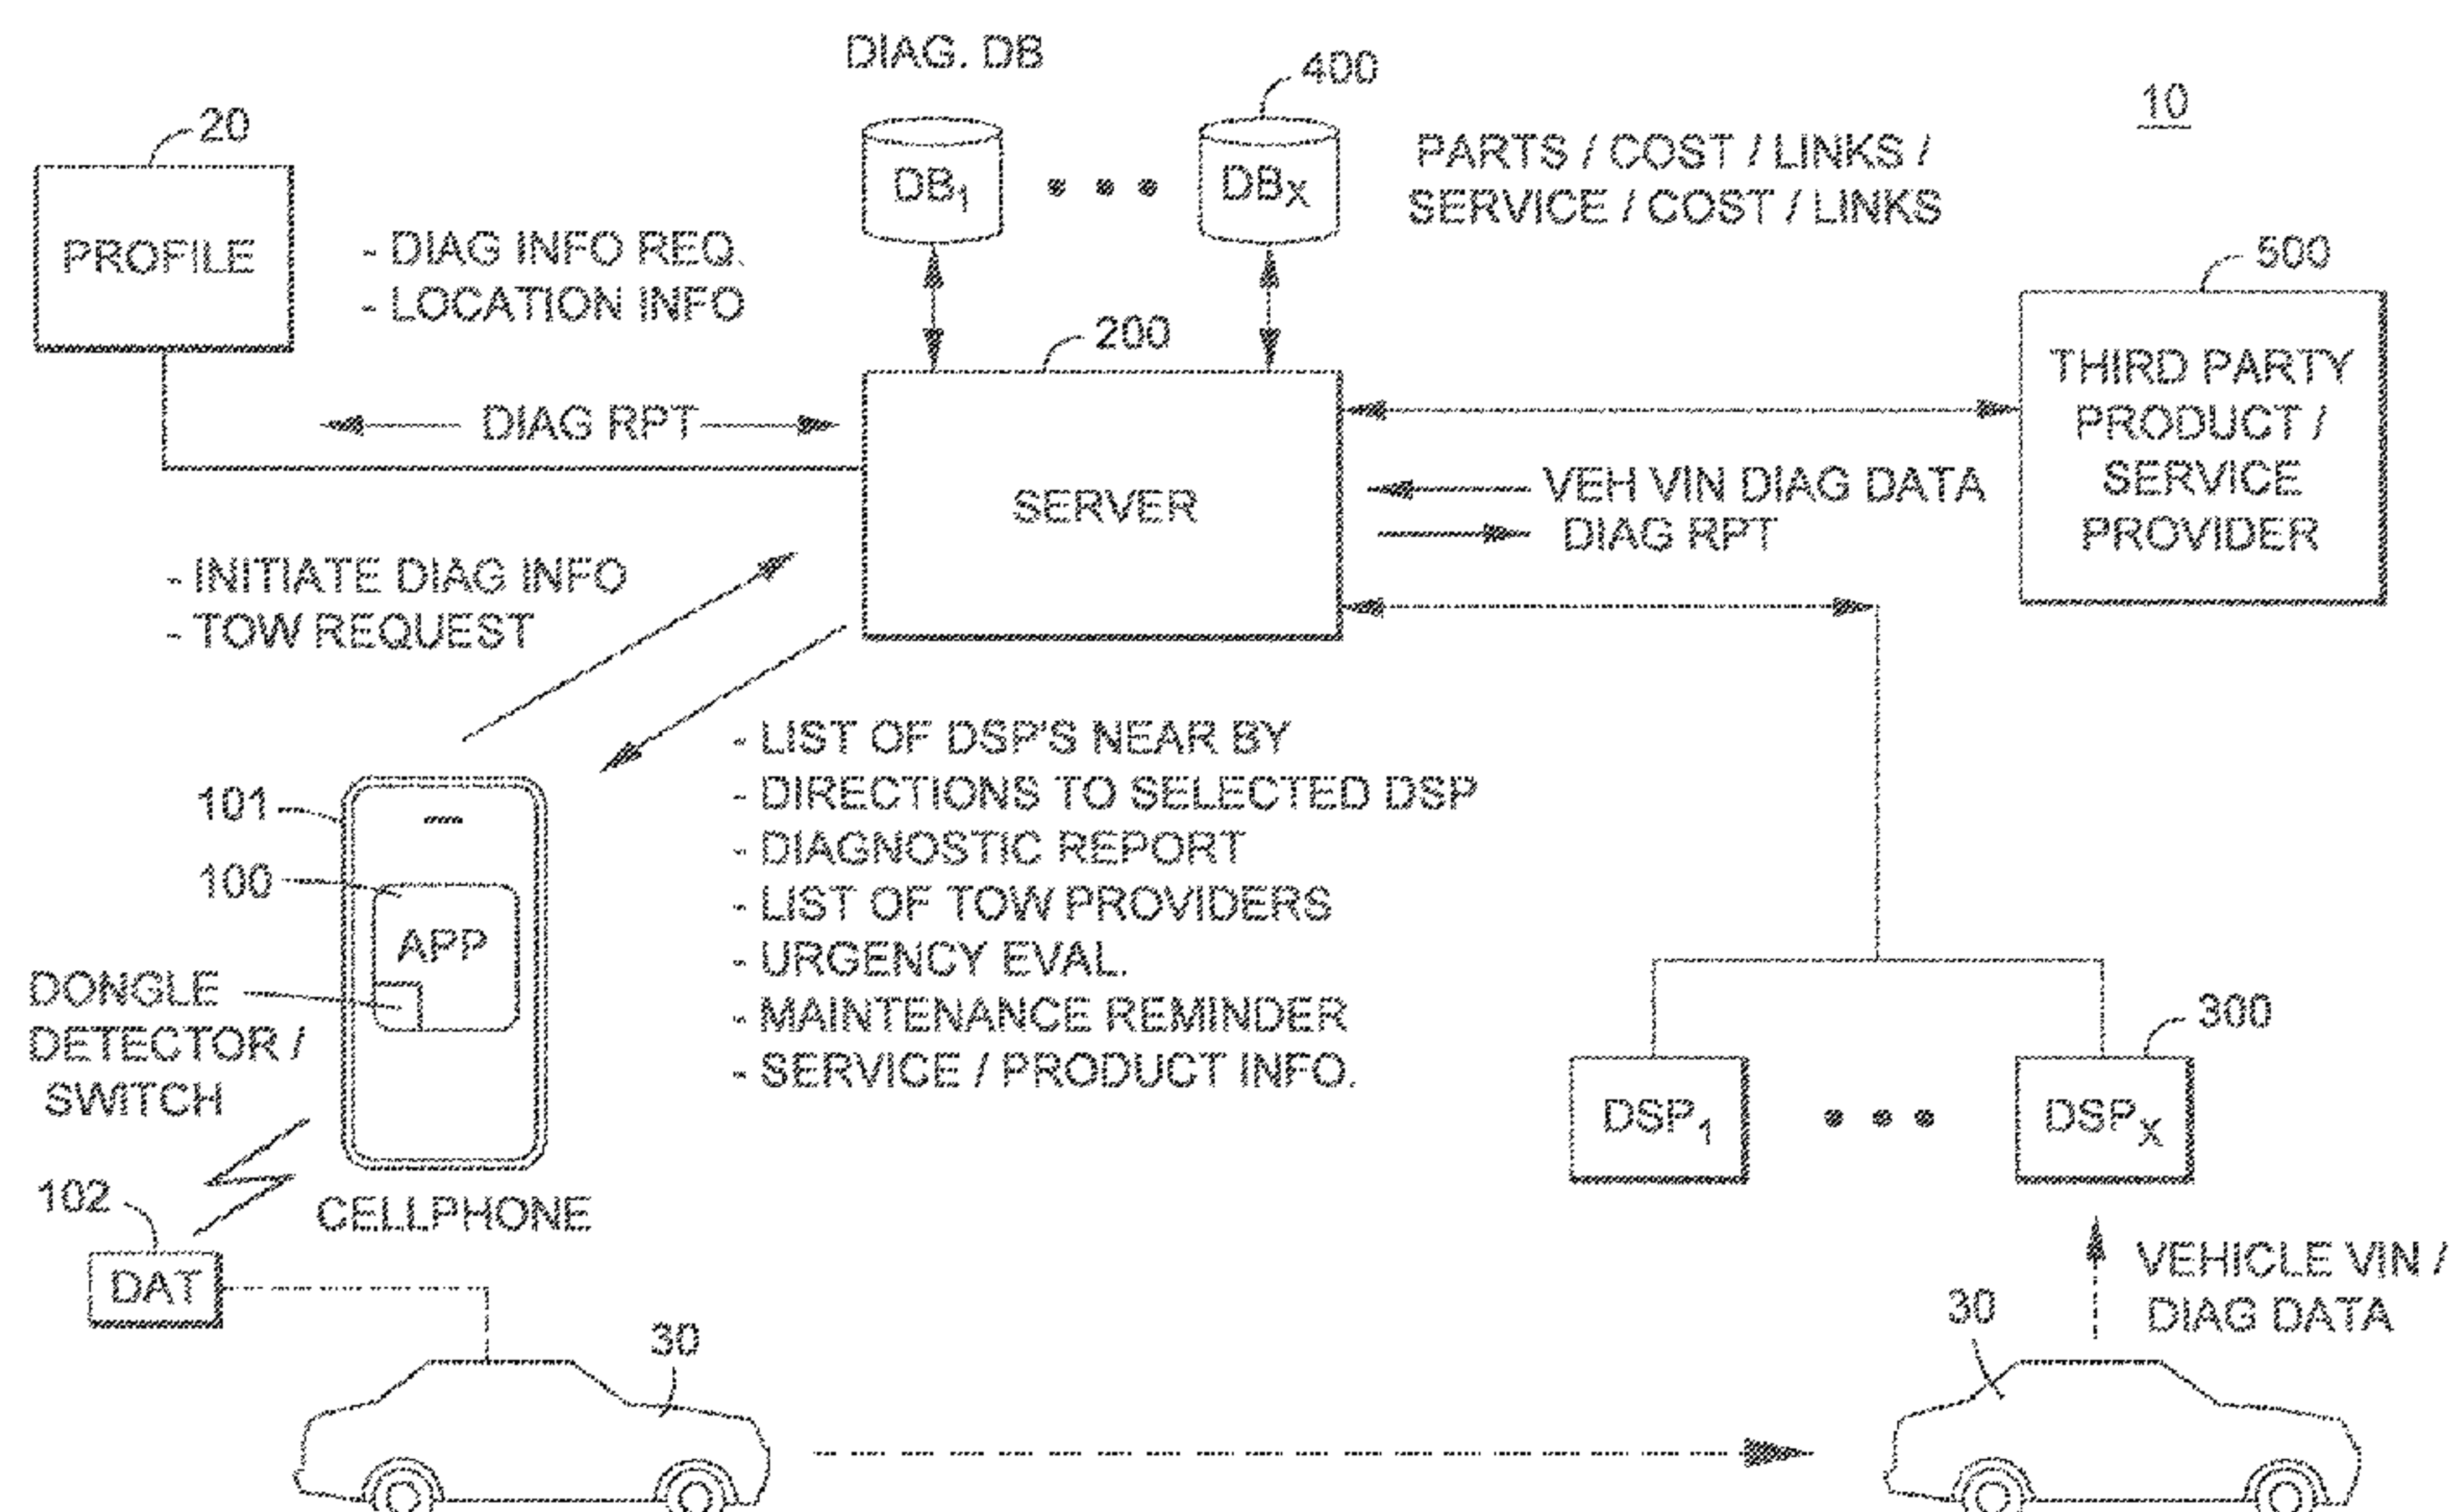 DIAG. DB
400
10
20
DB1
DBX
PARTS / COST / LINKS /
SERVICE / COST / LINKS
PROFILE
- DIAG INFO REQ.
- LOCATION INFO
500
200
THIRD PARTY
PRODUCT /
SERVICE
PROVIDER
DIAG RPT
SERVER
VEH VIN DIAG DATA
DIAG RPT
- INITIATE DIAG INFO
- TOW REQUEST
- LIST OF DSP'S NEAR BY
- DIRECTIONS TO SELECTED DSP
- DIAGNOSTIC REPORT
- LIST OF TOW PROVIDERS
- URGENCY EVAL.
- MAINTENANCE REMINDER
- SERVICE / PRODUCT INFO.
101
100
APP
DONGLE
DETECTOR /
SWITCH
300
DSP1
DSPX
102
CELLPHONE
DAT
30
30
VEHICLE VIN /
DIAG DATA